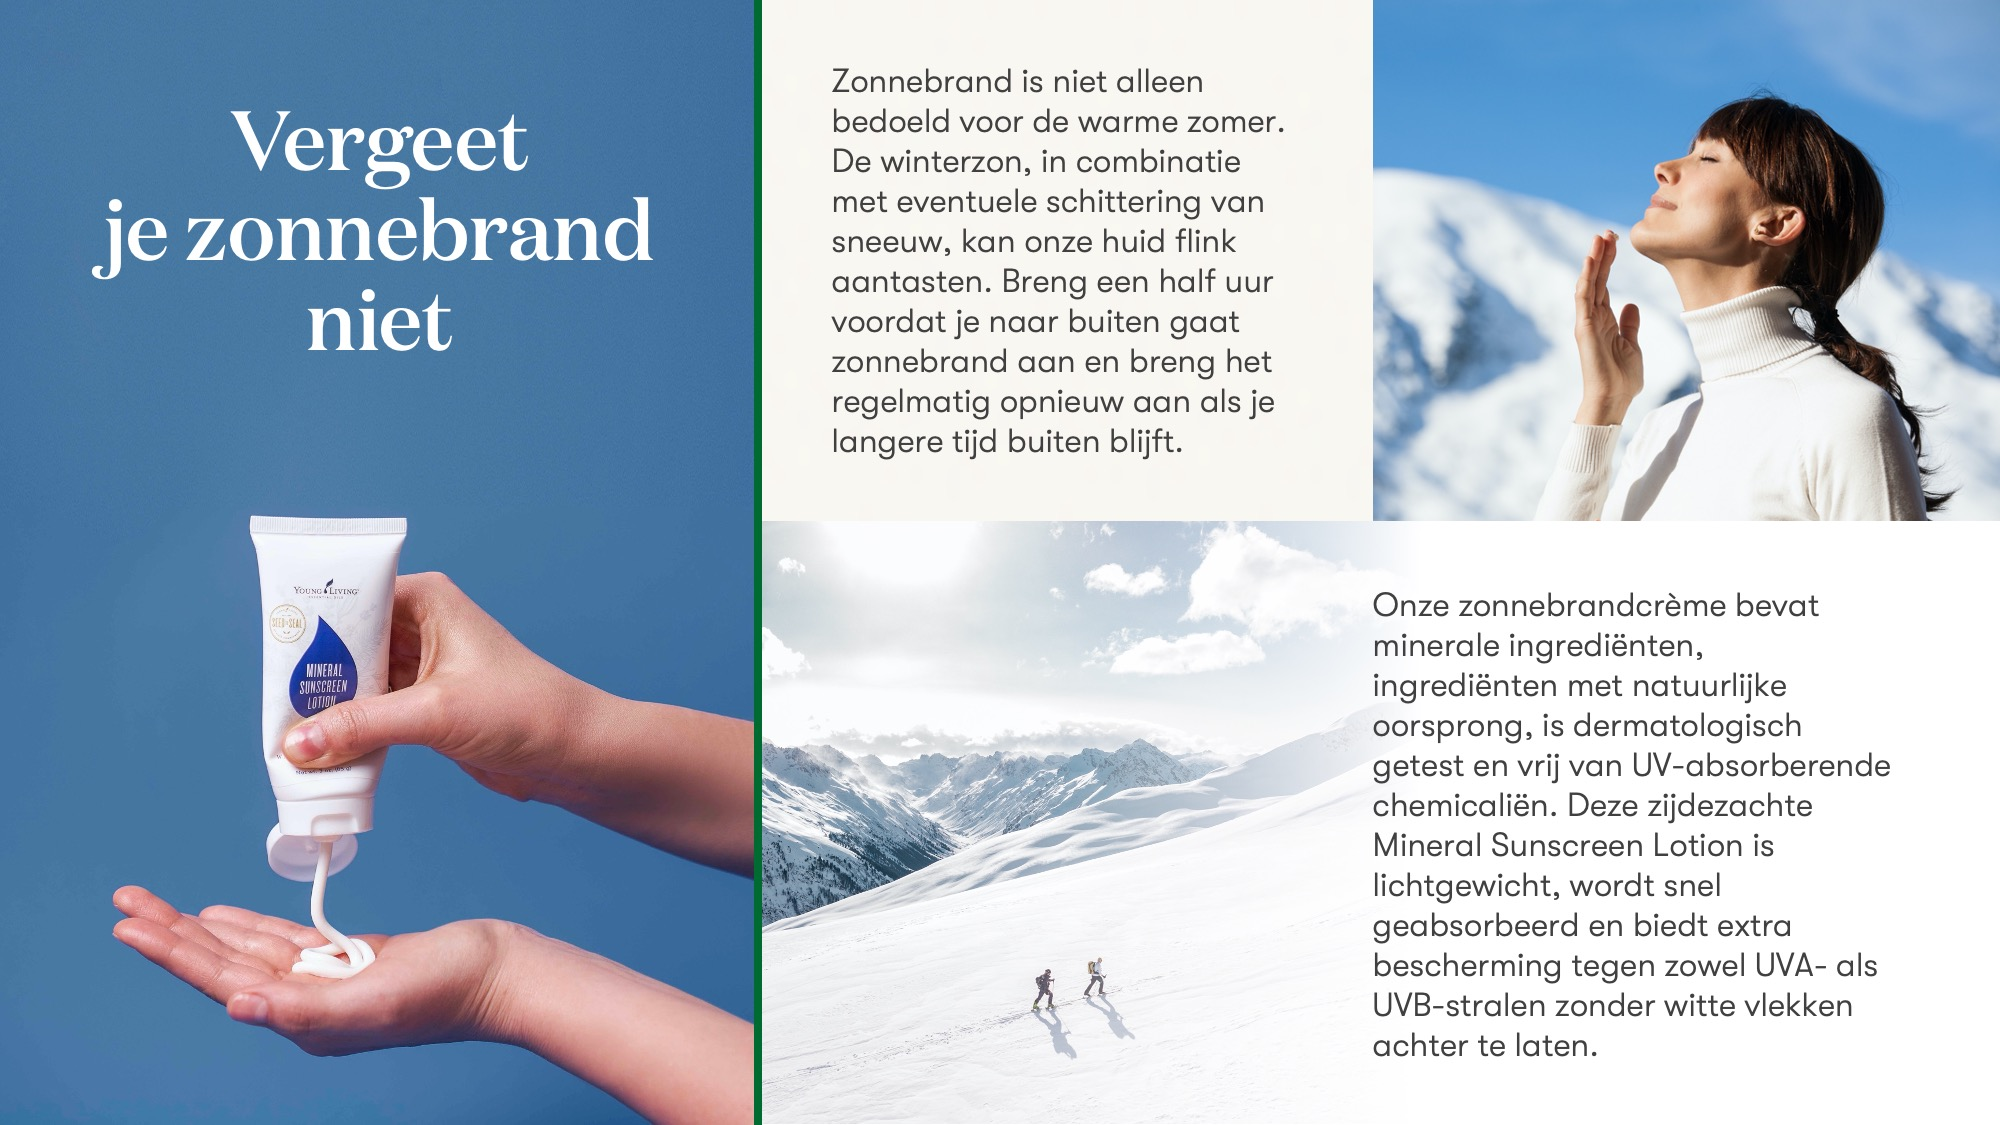 Vergeet
je zonnebrand
niet
YOUNG LIVING
ESSENTIAL OILS
SEED TO SEAL
MINERAL
SUNSCREEN
LOTION
Zonnebrand is niet alleen
bedoeld voor de warme zomer.
De winterzon, in combinatie
met eventuele schittering van
sneeuw, kan onze huid flink
aantasten. Breng een half uur
voordat je naar buiten gaat
zonnebrand aan en breng het
regelmatig opnieuw aan als je
langere tijd buiten blijft.
Onze zonnebrandcrème bevat
minerale ingrediënten,
ingrediënten met natuurlijke
oorsprong, is dermatologisch
getest en vrij van UV-absorberende
chemicaliën. Deze zijdezachte
Mineral Sunscreen Lotion is
lichtgewicht, wordt snel
geabsorbeerd en biedt extra
bescherming tegen zowel UVA- als
UVB-stralen zonder witte vlekken
achter te laten.